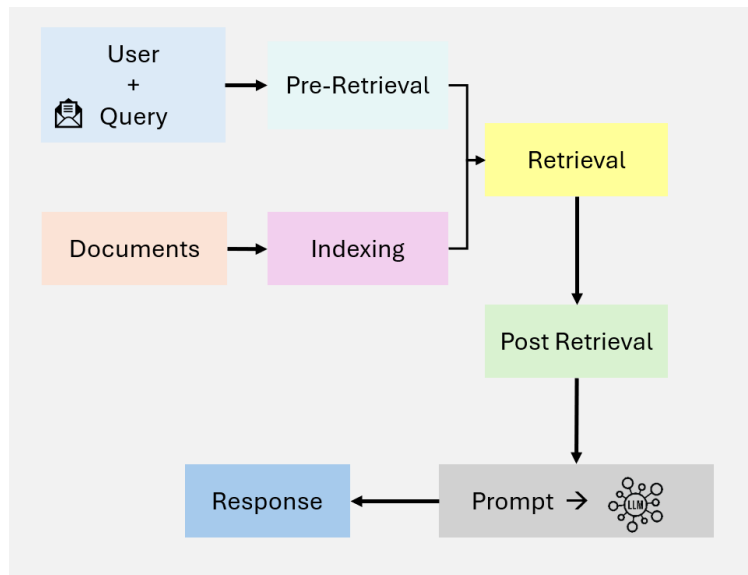 User
+
Query
Pre-Retrieval
Retrieval
Documents
Indexing
Post Retrieval
Response
Prompt →
LLM